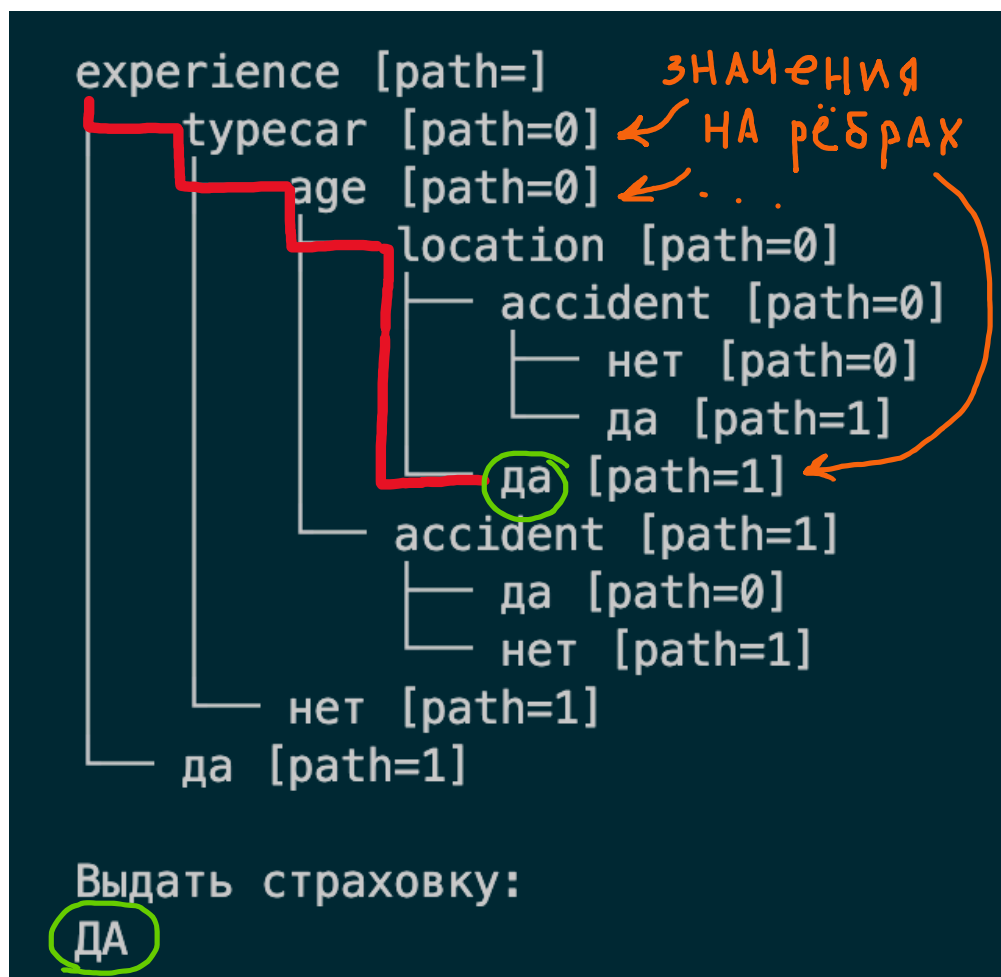 experience [path=] значения
typecar [path=0] на рёбрах
age [path=0] ...
location [path=0]
accident [path=0]
нет [path=0]
да [path=1]
да [path=1]
accident [path=1]
да [path=0]
нет [path=1]
нет [path=1]
да [path=1]
Выдать страховку:
ДА